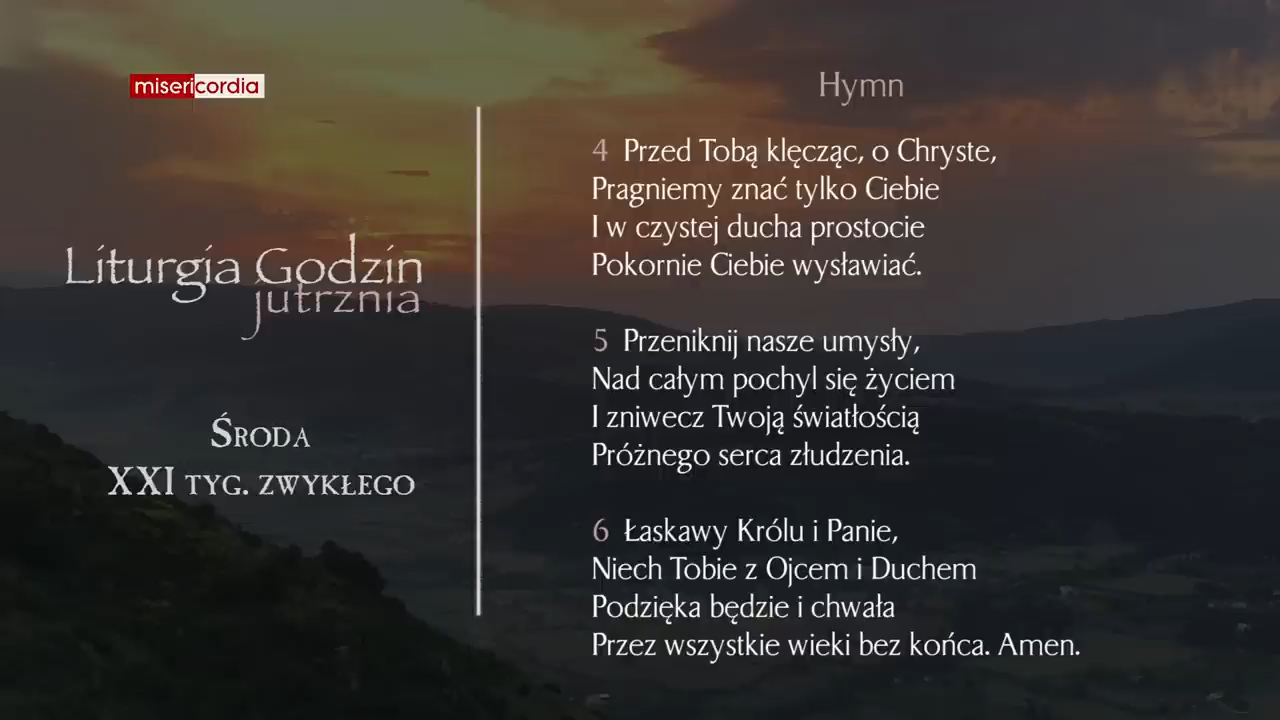 misericordia
Liturgia Godzin
jutrznia
Środa
XXI tyg. zwykłego
Hymn
4 Przed Tobą klęcząc, o Chryste,
Pragniemy znać tylko Ciebie
I w czystej ducha prostocie
Pokornie Ciebie wysławiać.
5 Przeniknij nasze umysły,
Nad całym pochyl się życiem
I zniwecz Twoją światłością
Próżnego serca złudzenia.
6 Łaskawy Królu i Panie,
Niech Tobie z Ojcem i Duchem
Podzięka będzie i chwała
Przez wszystkie wieki bez końca. Amen.